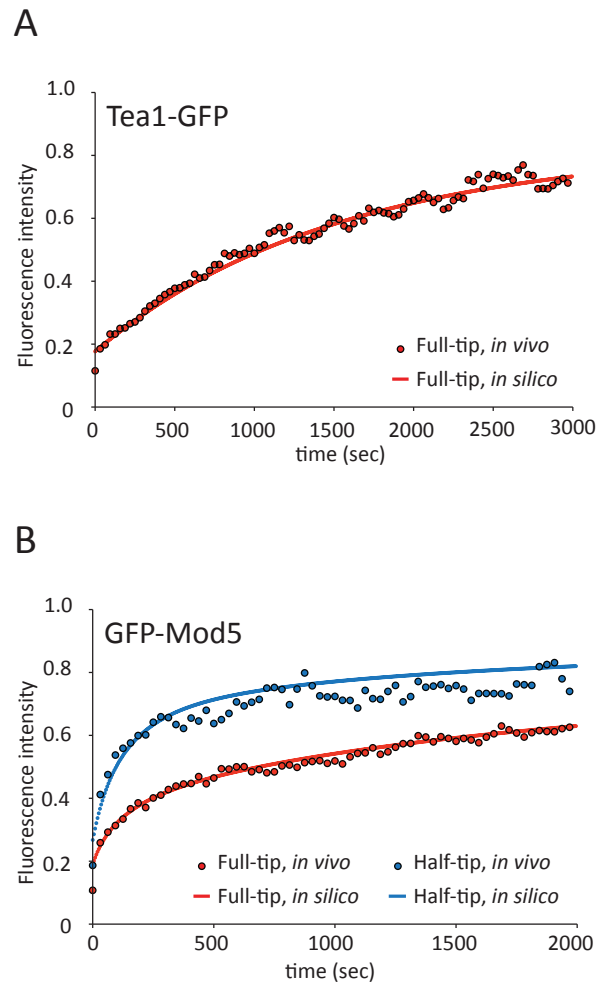 A
Tea1-GFP
Fluorescence intensity
1.0
0.8
0.6
0.4
0.2
0
Full-tip, in vivo
Full-tip, in silico
0 500 1000 1500 2000 2500 3000
time (sec)
B
GFP-Mod5
Fluorescence intensity
1.0
0.8
0.6
0.4
0.2
0
Full-tip, in vivo Half-tip, in vivo
Full-tip, in silico Half-tip, in silico
0 500 1000 1500 2000
time (sec)